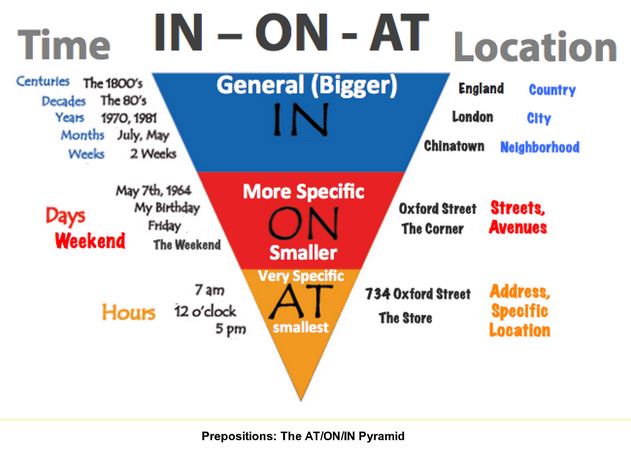 Time
IN – ON - AT
Location
Centuries The 1800's
Decades The 80's
Years 1970, 1981
Months July, May
Weeks 2 Weeks
General (Bigger)
IN
England Country
London City
Chinatown Neighborhood
Days
Weekend
May 7th, 1964
My Birthday
Friday
The Weekend
More Specific
ON
Smaller
Oxford Street
The Corner
Streets,
Avenues
Hours
7 am
12 o'clock
5 pm
Very Specific
AT
smallest
734 Oxford Street
The Store
Address,
Specific
Location
Prepositions: The AT/ON/IN Pyramid